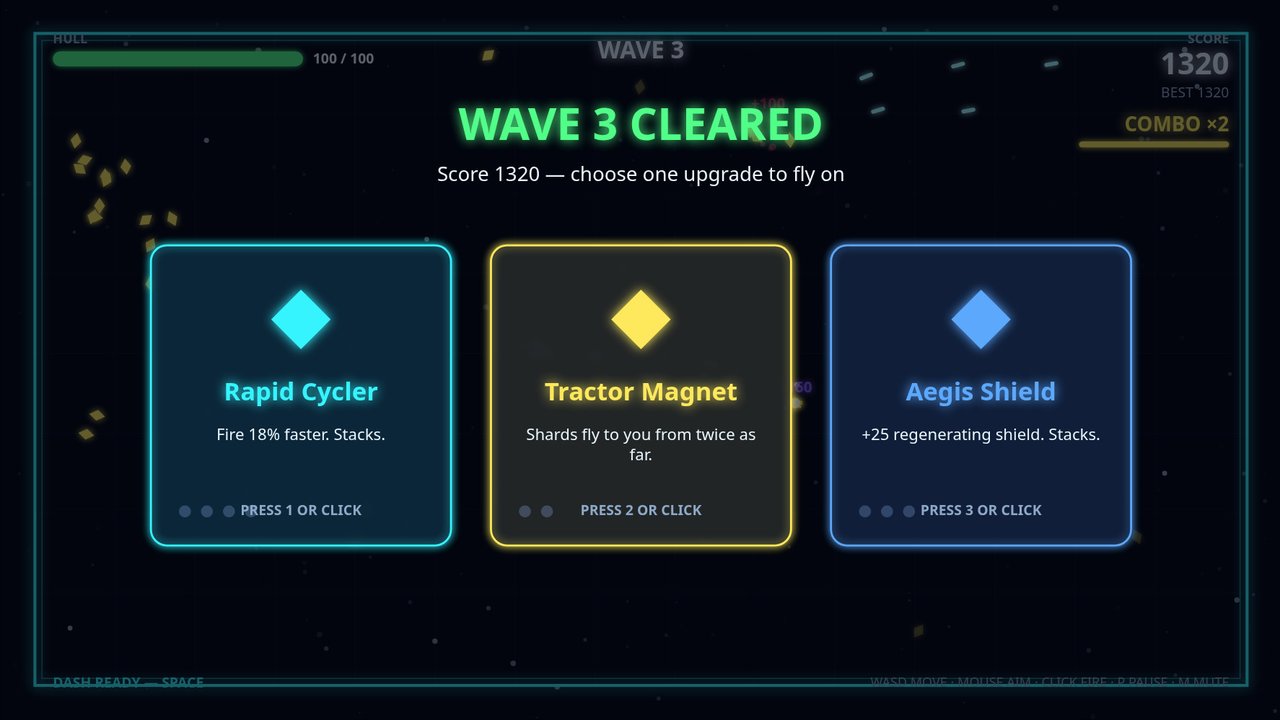 HULL
100 / 100
WAVE 3
SCORE
1320
BEST 1320
COMBO ×2
+100
WAVE 3 CLEARED
Score 1320 — choose one upgrade to fly on
Rapid Cycler
Fire 18% faster. Stacks.
PRESS 1 OR CLICK
Tractor Magnet
Shards fly to you from twice as
far.
PRESS 2 OR CLICK
50
Aegis Shield
+25 regenerating shield. Stacks.
PRESS 3 OR CLICK
DASH READY — SPACE
WASD MOVE · MOUSE AIM · CLICK FIRE · P PAUSE · M MUTE